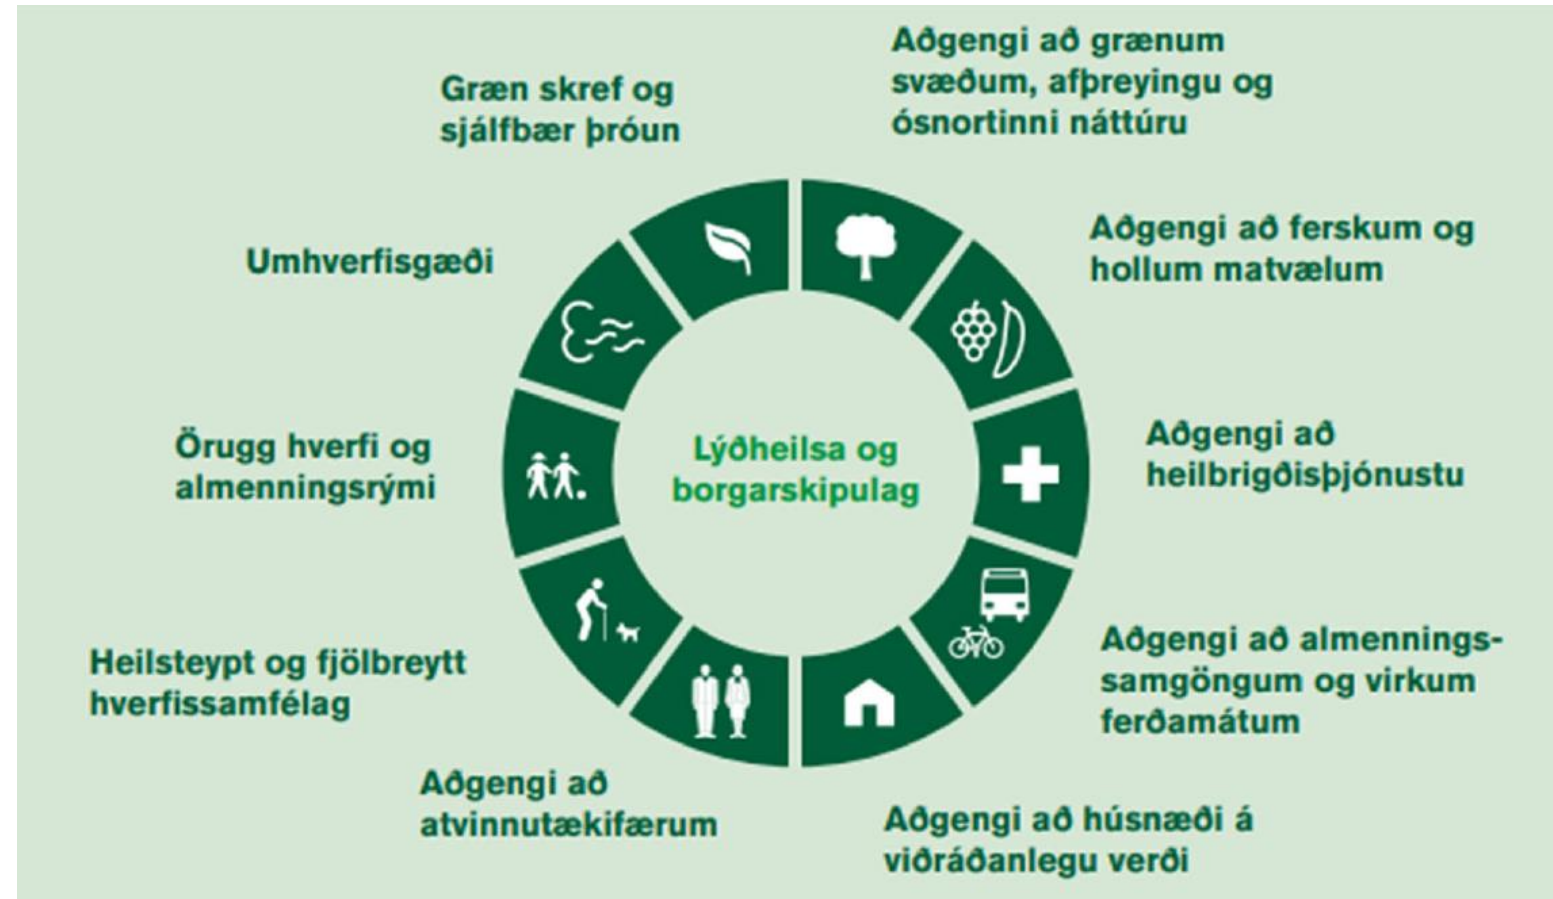 Aðgengi að grænum
svæðum, afþreyingu og
ósnortinni náttúru
Aðgengi að ferskum og
hollum matvælum
Aðgengi að
heilbrigðisþjónustu
Aðgengi að almennings-
samgöngum og virkum
ferðamátum
Aðgengi að húsnæði á
viðráðanlegu verði
Aðgengi að
atvinnutækifærum
Heilsteypt og fjölbreytt
hverfissamfélag
Örugg hverfi og
almenningsrými
Umhverfisgæði
Græn skref og
sjálfbær þróun
Lýðheilsa og
borgarskipulag